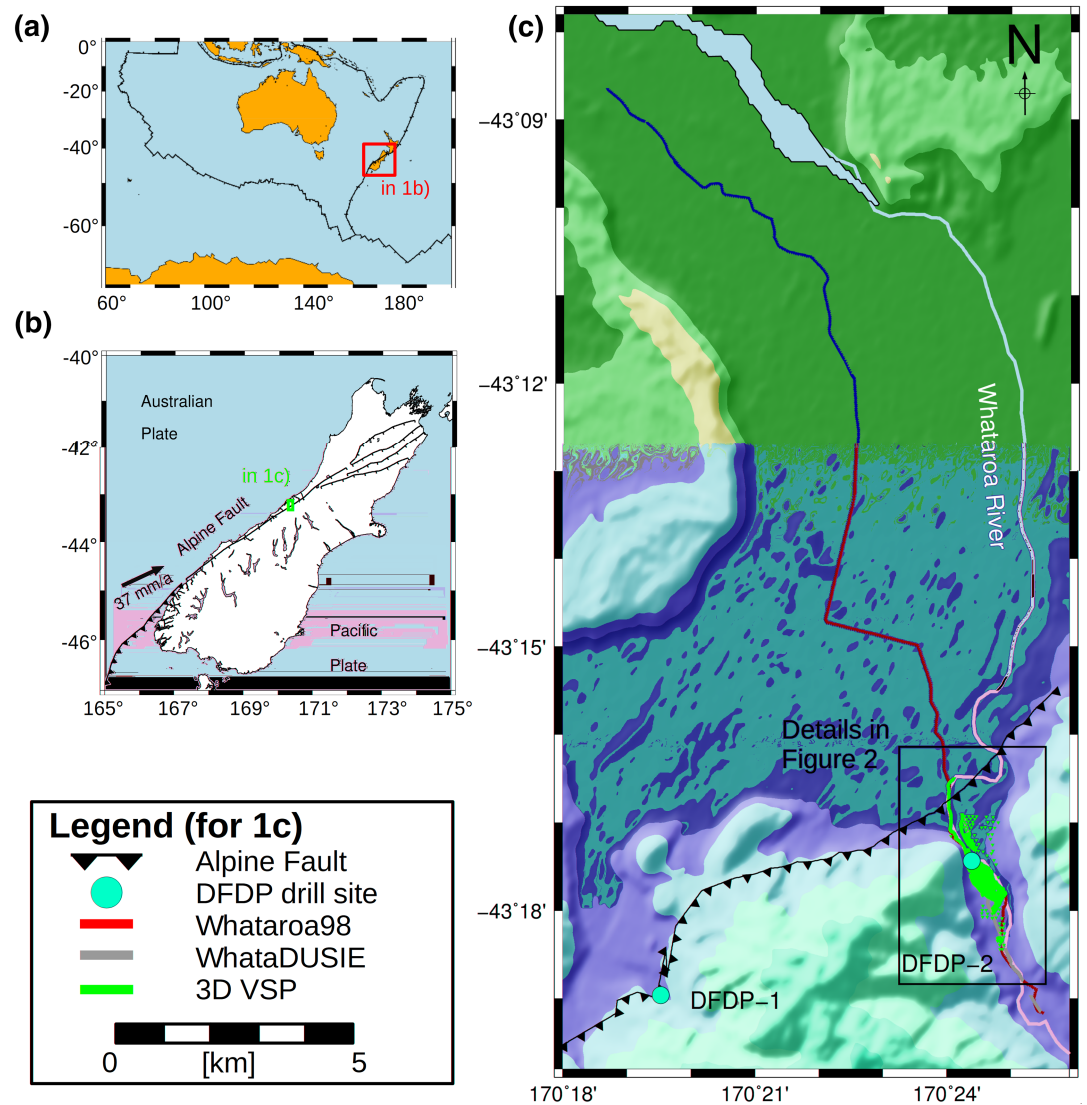 (a)
0°
-20°
-40°
-60°
in 1b)
60°
100°
140°
180°
(b)
-40°
-42°
-44°
-46°
Australian
Plate
in 1c)
Alpine Fault
37 mm/a
Pacific
Plate
165°
167°
169°
171°
173°
175°
Legend (for 1c)
Alpine Fault
DFDP drill site
Whataroa98
WhataDUSIE
3D VSP
0
[km]
5
(c)
N
−43°09'
−43°12'
−43°15'
−43°18'
Whataroa River
Details in
Figure 2
DFDP−2
DFDP−1
170°18'
170°21'
170°24'